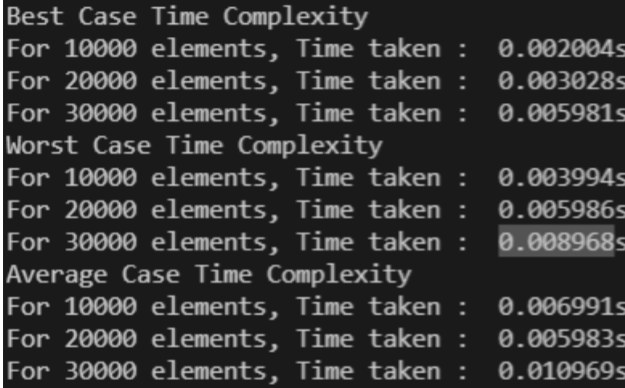 Best Case Time Complexity
For 10000 elements, Time taken :  0.002004s
For 20000 elements, Time taken :  0.003028s
For 30000 elements, Time taken :  0.005981s
Worst Case Time Complexity
For 10000 elements, Time taken :  0.003994s
For 20000 elements, Time taken :  0.005986s
For 30000 elements, Time taken :  0.008968s
Average Case Time Complexity
For 10000 elements, Time taken :  0.006991s
For 20000 elements, Time taken :  0.005983s
For 30000 elements, Time taken :  0.010969s